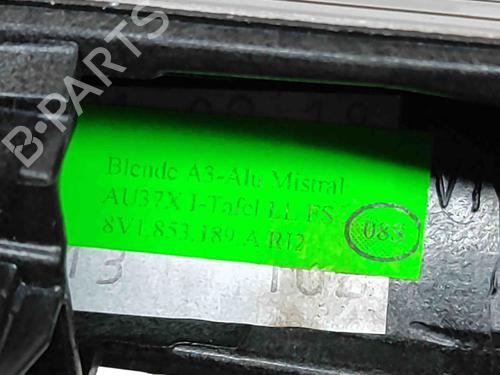 Blende A3-Alu Mistral
AU37X I-Tafel LL FS
8V1.853.189 A RI2
088
B-PARTS